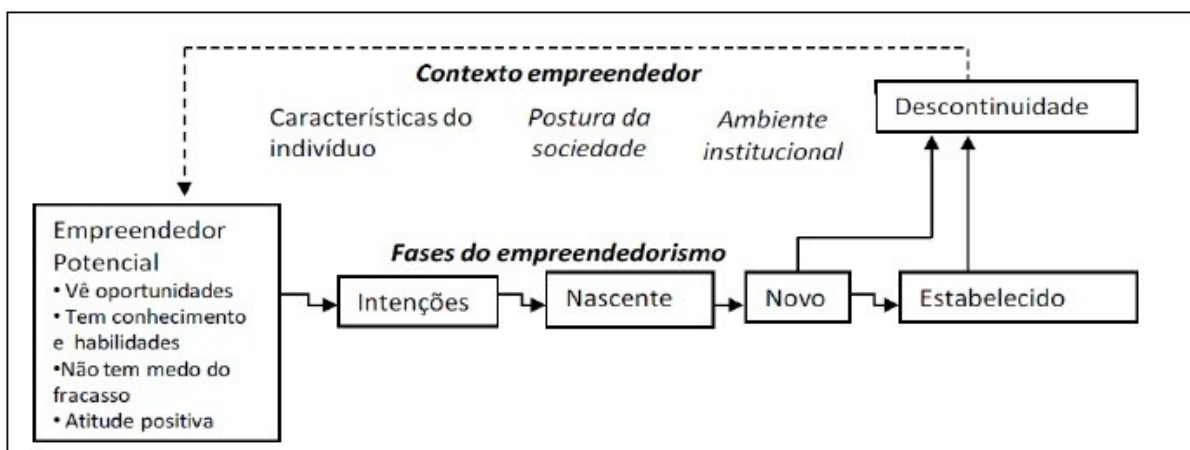 Contexto empreendedor
Características do
indivíduo
Postura da
sociedade
Ambiente
institucional
Descontinuidade
Empreendedor
Potencial
• Vê oportunidades
• Tem conhecimento
e habilidades
•Não tem medo do
fracasso
• Atitude positiva
Fases do empreendedorismo
Intenções
Nascente
Novo
Estabelecido